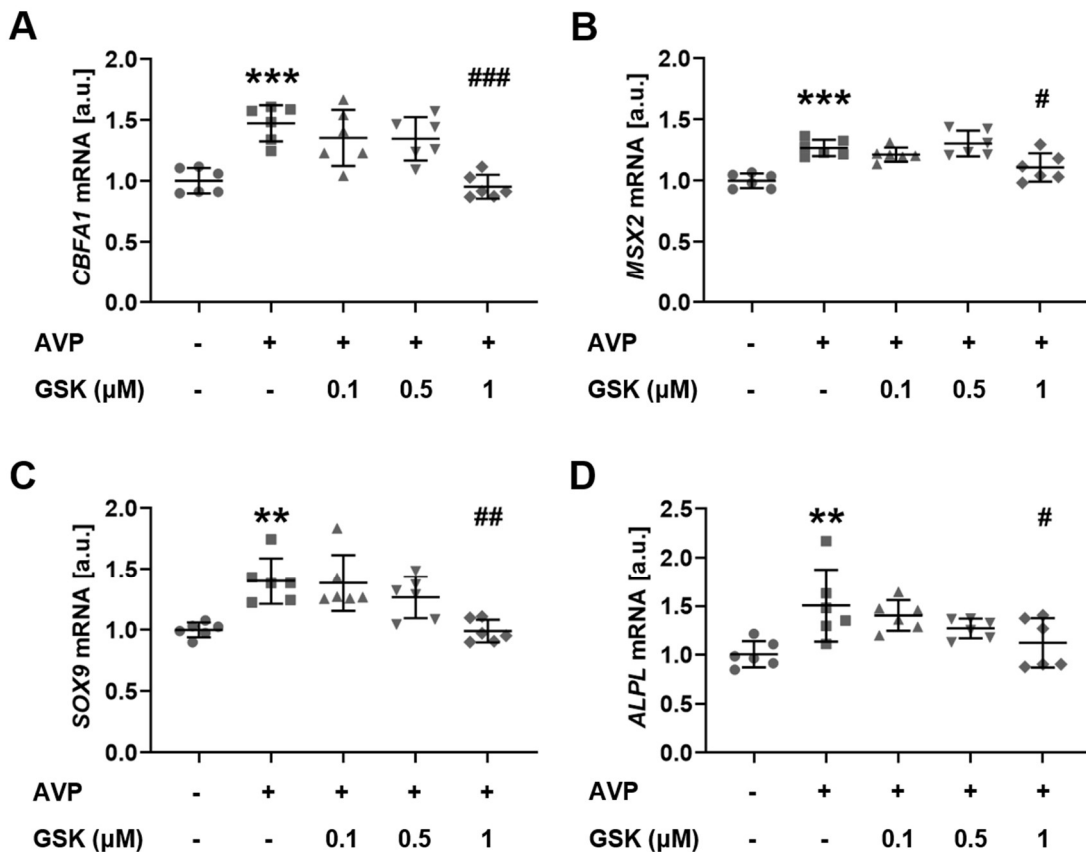 A
CBFA1 mRNA [a.u.]
2.0
1.5
1.0
0.5
0.0
*** ###
AVP - + + + +
GSK (µM) - - 0.1 0.5 1
B
MSX2 mRNA [a.u.]
2.0
1.5
1.0
0.5
0.0
*** #
AVP - + + + +
GSK (µM) - - 0.1 0.5 1
C
SOX9 mRNA [a.u.]
2.0
1.5
1.0
0.5
0.0
** ##
AVP - + + + +
GSK (µM) - - 0.1 0.5 1
D
ALPL mRNA [a.u.]
2.5
2.0
1.5
1.0
0.5
0.0
** #
AVP - + + + +
GSK (µM) - - 0.1 0.5 1